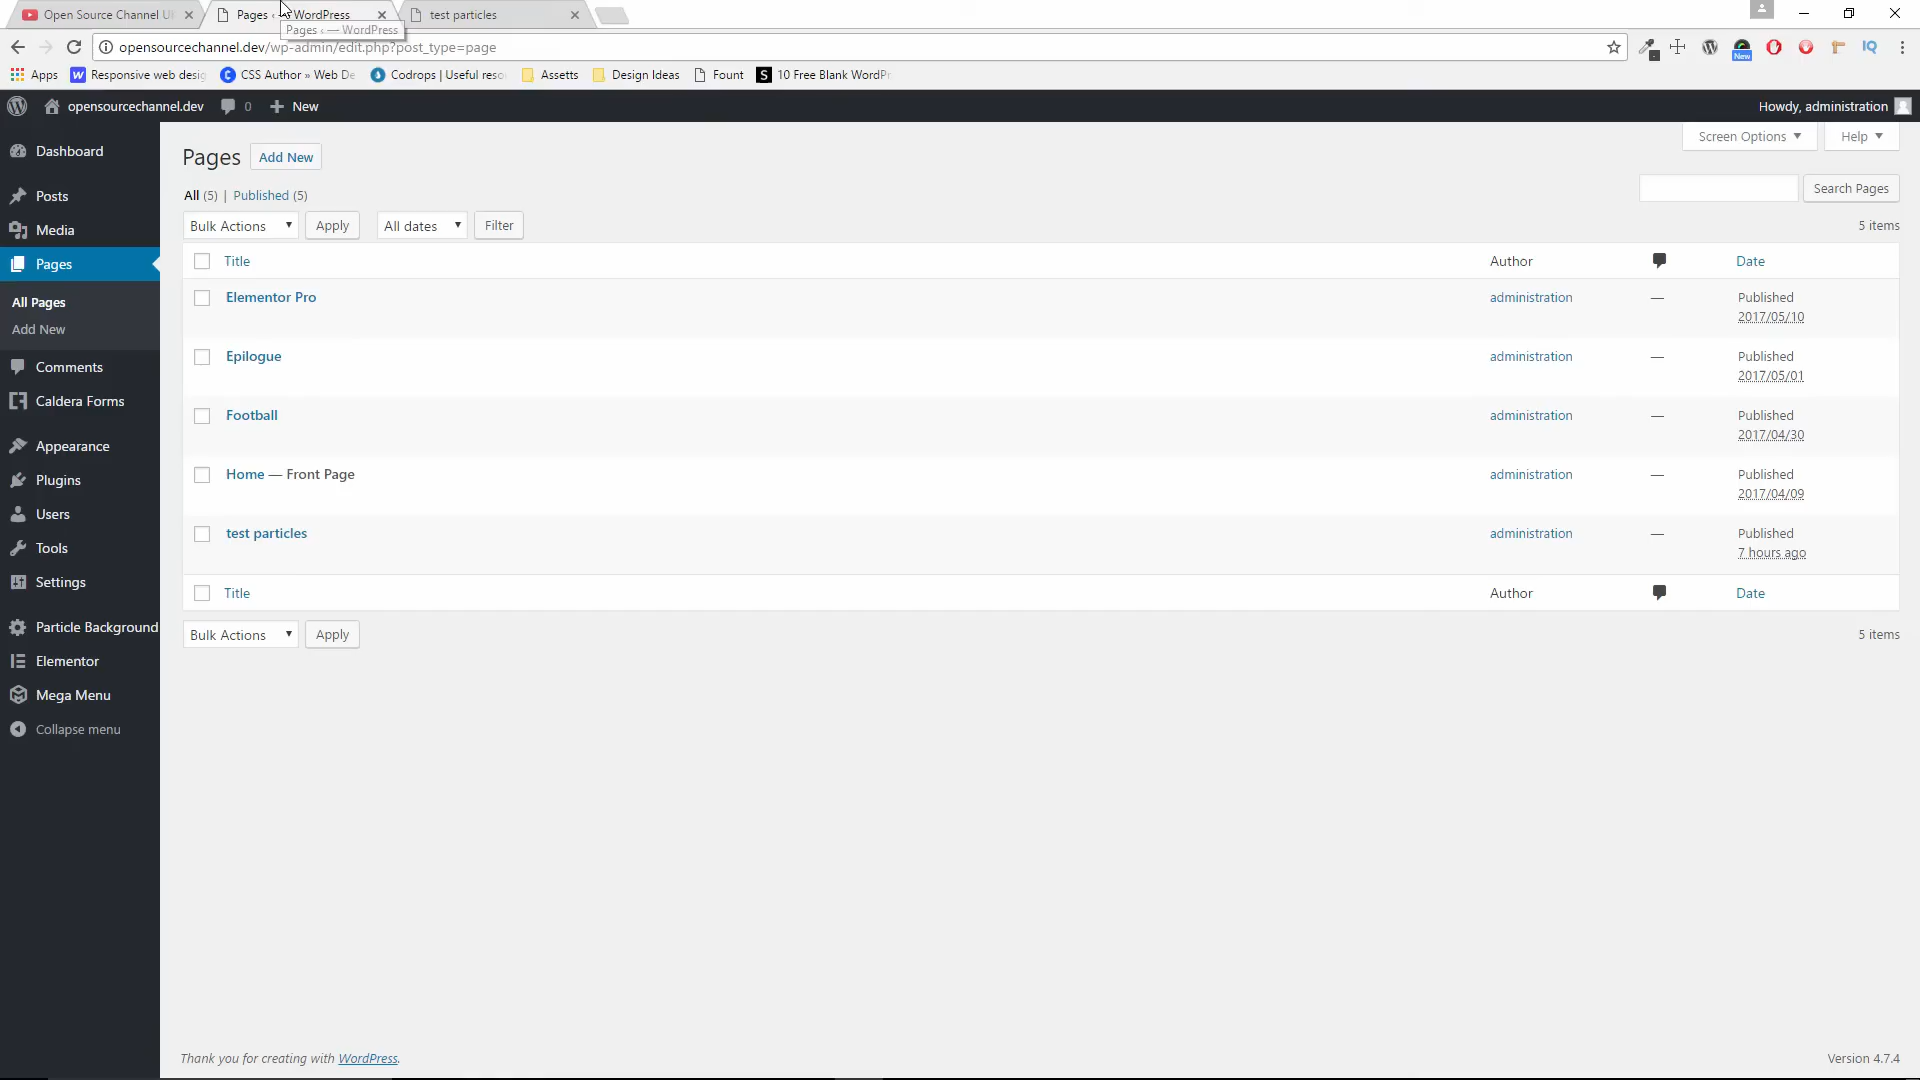 Open Source Channel U
Pages ‹ WordPress
test particles
Pages ‹ — WordPress
opensourcechannel.dev/wp-admin/edit.php?post_type=page
Apps
Responsive web desig
CSS Author » Web De
Codrops | Useful reso
Assetts
Design Ideas
Fount
10 Free Blank WordPr
New
opensourcechannel.dev
0
New
Howdy, administration
Dashboard
Posts
Media
Pages
All Pages
Add New
Comments
Caldera Forms
Appearance
Plugins
Users
Tools
Settings
Particle Background
Elementor
Mega Menu
Collapse menu
Screen Options
Help
Pages
Add New
All (5) | Published (5)
Search Pages
Bulk Actions
Apply
All dates
Filter
5 items
Title
Author
Date
Elementor Pro
administration
—
Published
2017/05/10
Epilogue
administration
—
Published
2017/05/01
Football
administration
—
Published
2017/04/30
Home — Front Page
administration
—
Published
2017/04/09
test particles
administration
—
Published
7 hours ago
Title
Author
Date
Bulk Actions
Apply
5 items
Thank you for creating with WordPress.
Version 4.7.4